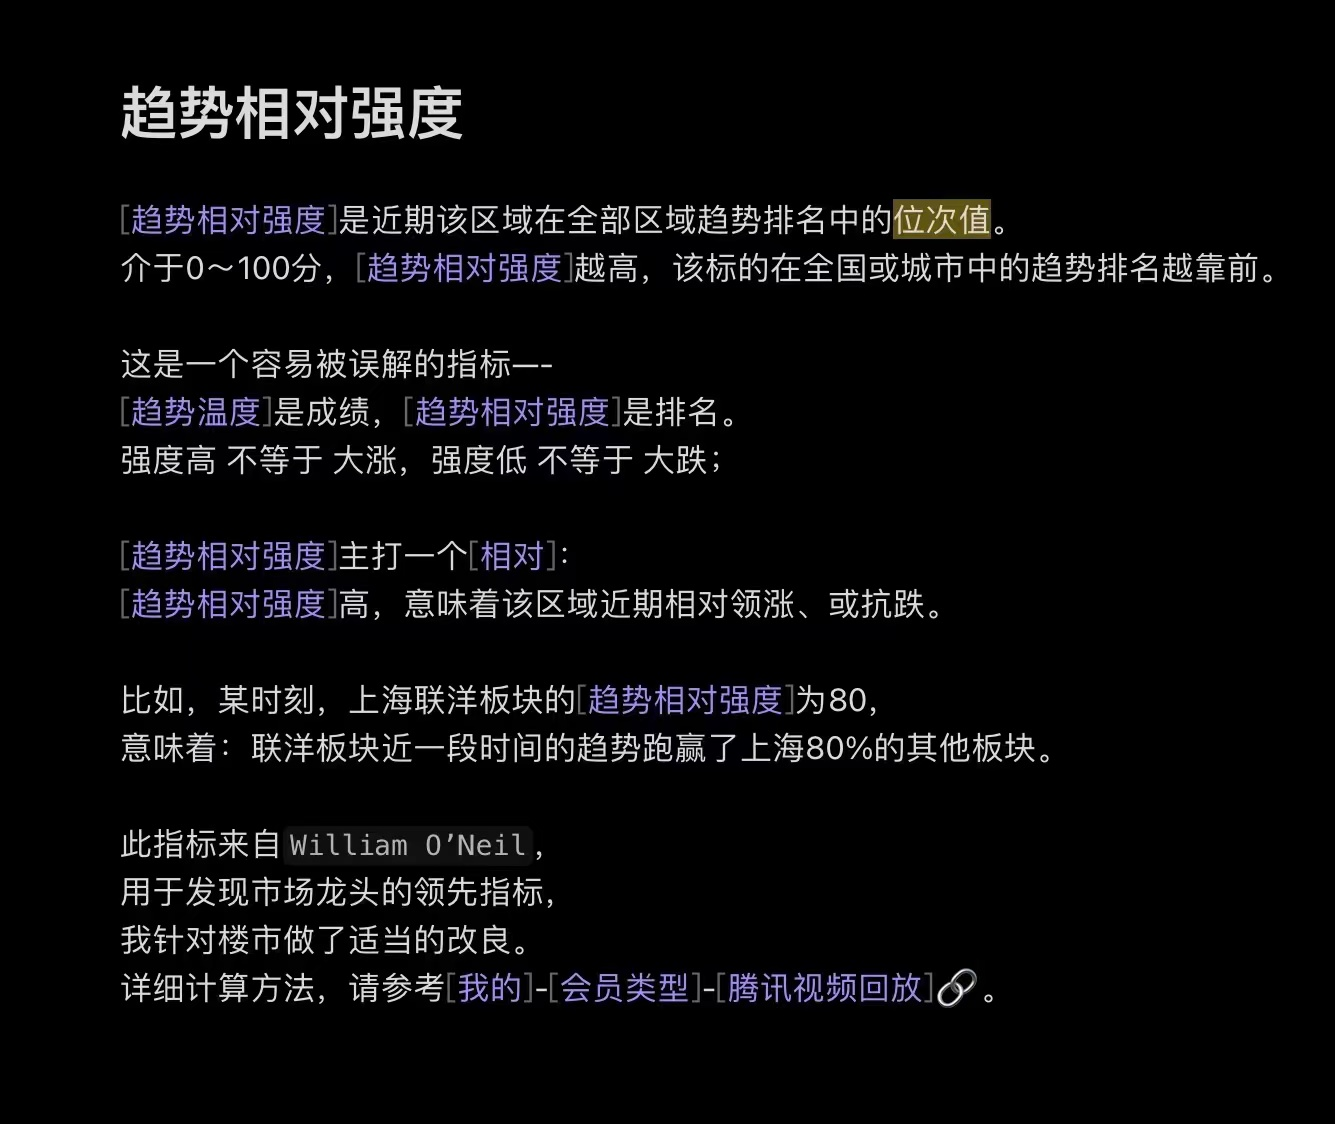 趋势相对强度
[趋势相对强度]是近期该区域在全部区域趋势排名中的位次值。
介于0～100分，[趋势相对强度]越高，该标的在全国或城市中的趋势排名越靠前。
这是一个容易被误解的指标—-
[趋势温度]是成绩，[趋势相对强度]是排名。
强度高 不等于 大涨，强度低 不等于 大跌；
[趋势相对强度]主打一个[相对]：
[趋势相对强度]高，意味着该区域近期相对领涨、或抗跌。
比如，某时刻，上海联洋板块的[趋势相对强度]为80，
意味着：联洋板块近一段时间的趋势跑赢了上海80%的其他板块。
此指标来自William O’Neil，
用于发现市场龙头的领先指标，
我针对楼市做了适当的改良。
详细计算方法，请参考[我的]-[会员类型]-[腾讯视频回放]🔗。